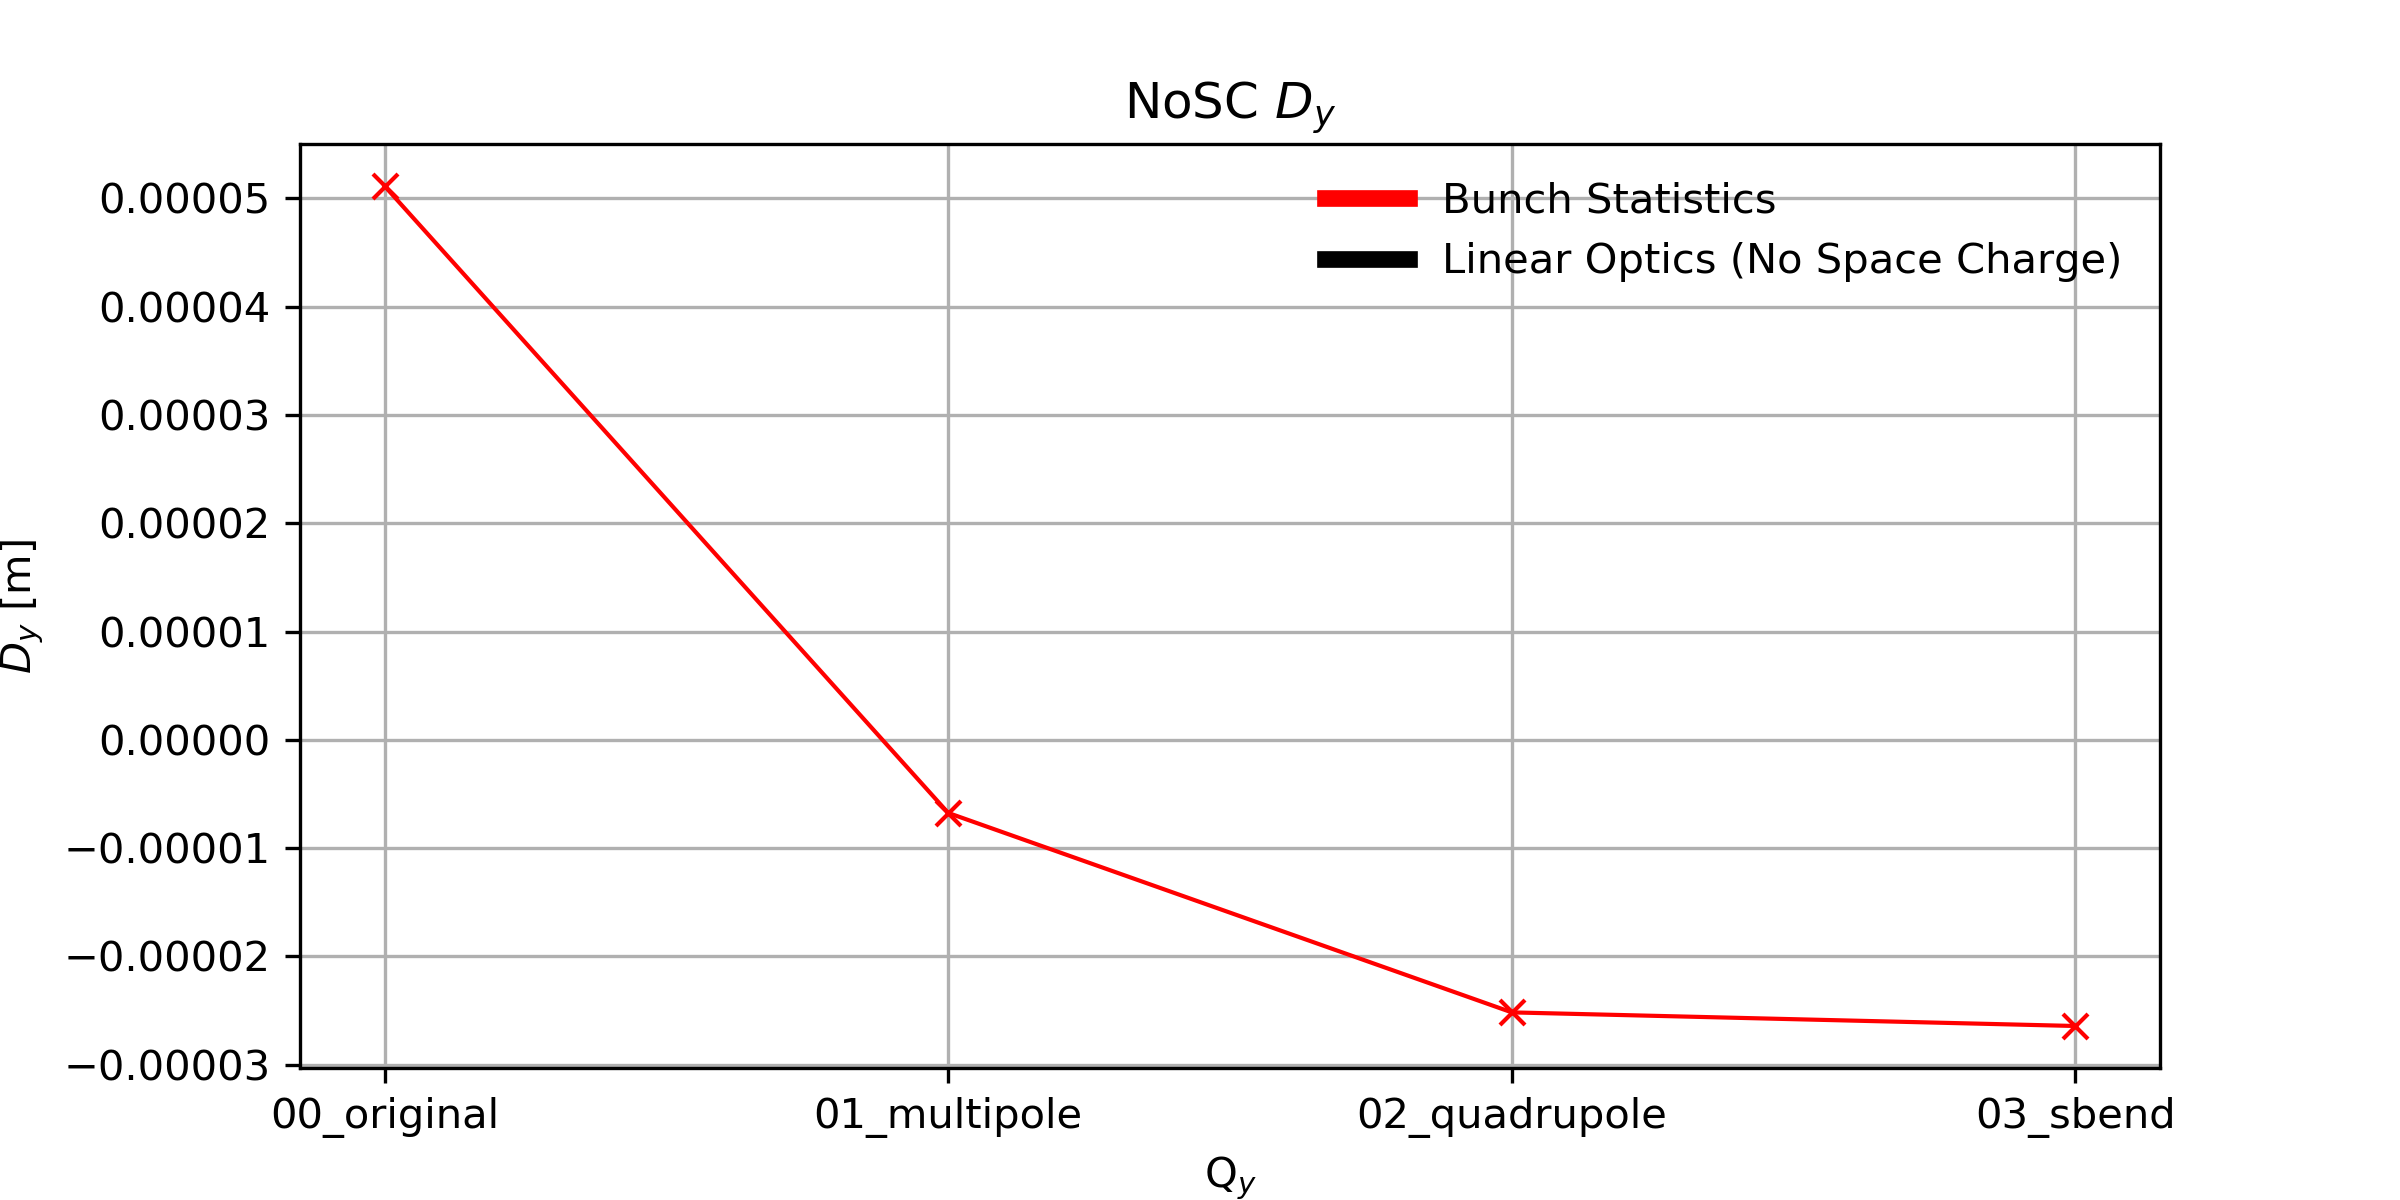 NoSC Dy
0.00005
0.00004
0.00003
0.00002
0.00001
0.00000
−0.00001
−0.00002
−0.00003
Dy [m]
Bunch Statistics
Linear Optics (No Space Charge)
00_original
01_multipole
02_quadrupole
03_sbend
Qy